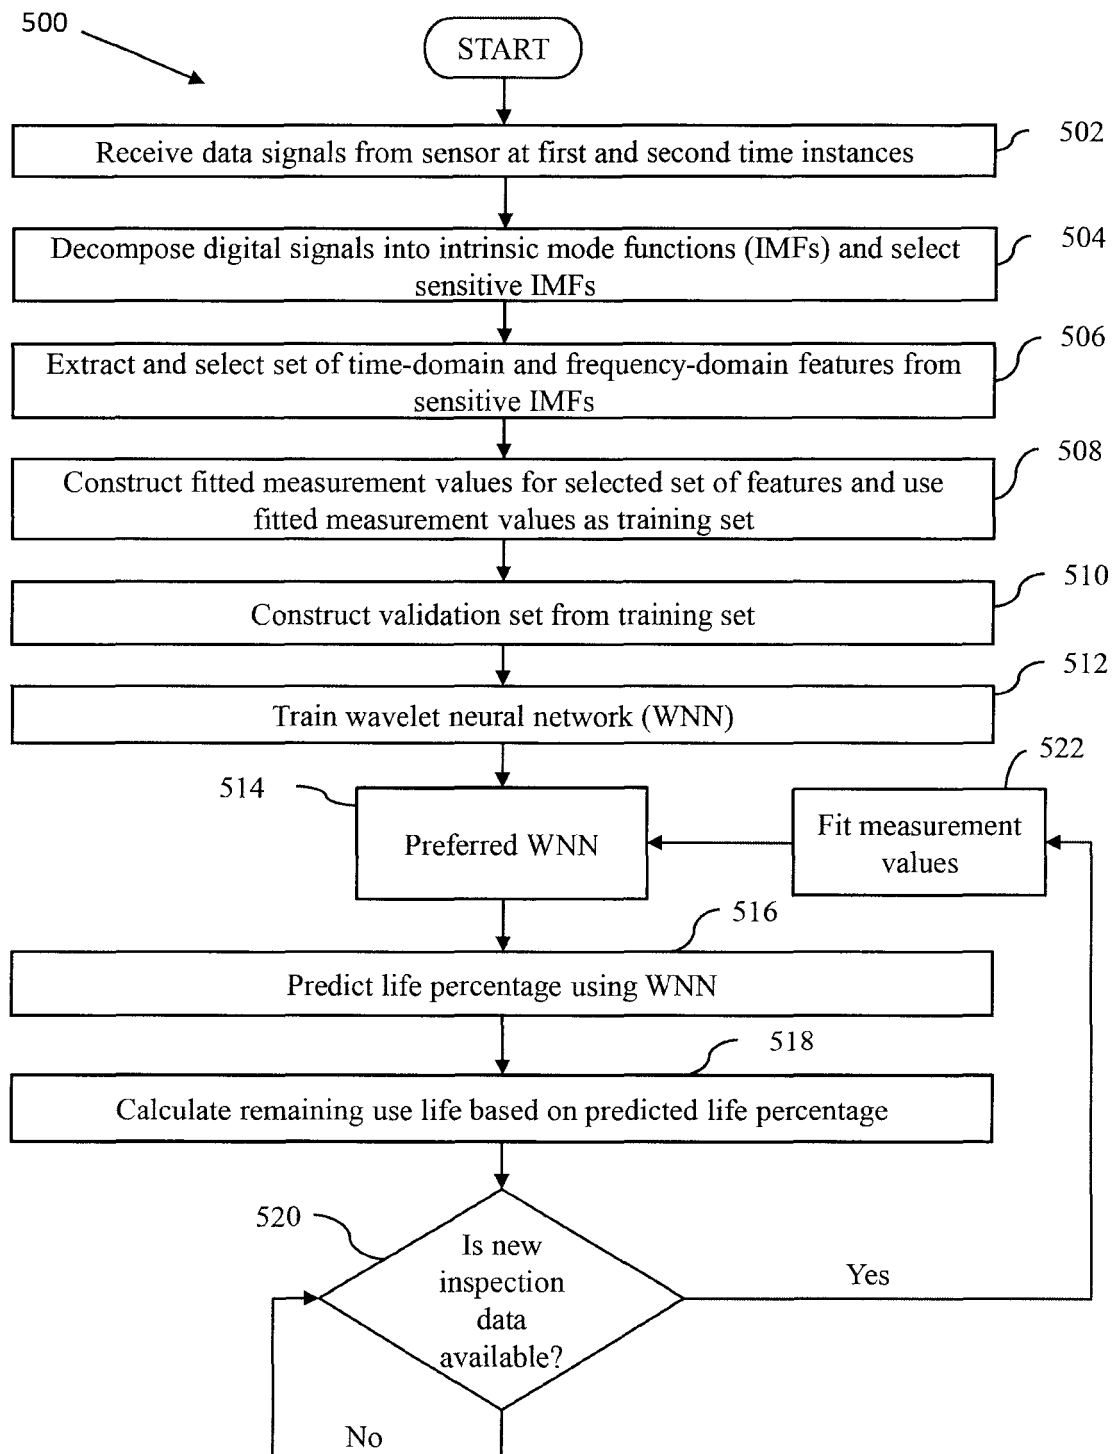 500
START
502
Receive data signals from sensor at first and second time instances
504
Decompose digital signals into intrinsic mode functions (IMFs) and select
sensitive IMFs
506
Extract and select set of time-domain and frequency-domain features from
sensitive IMFs
508
Construct fitted measurement values for selected set of features and use
fitted measurement values as training set
510
Construct validation set from training set
512
Train wavelet neural network (WNN)
514
522
Preferred WNN
Fit measurement
values
516
Predict life percentage using WNN
518
Calculate remaining use life based on predicted life percentage
520
Is new
inspection
data
available?
Yes
No